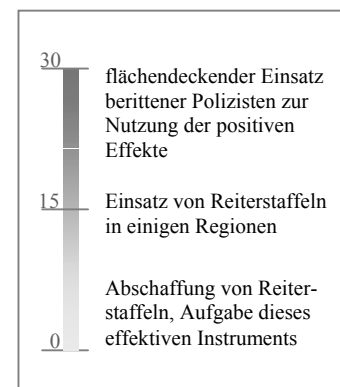 30
flächendeckender Einsatz
berittener Polizisten zur
Nutzung der positiven
Effekte
15
Einsatz von Reiterstaffeln
in einigen Regionen
Abschaffung von Reiter-
staffeln, Aufgabe dieses
effektiven Instruments
0